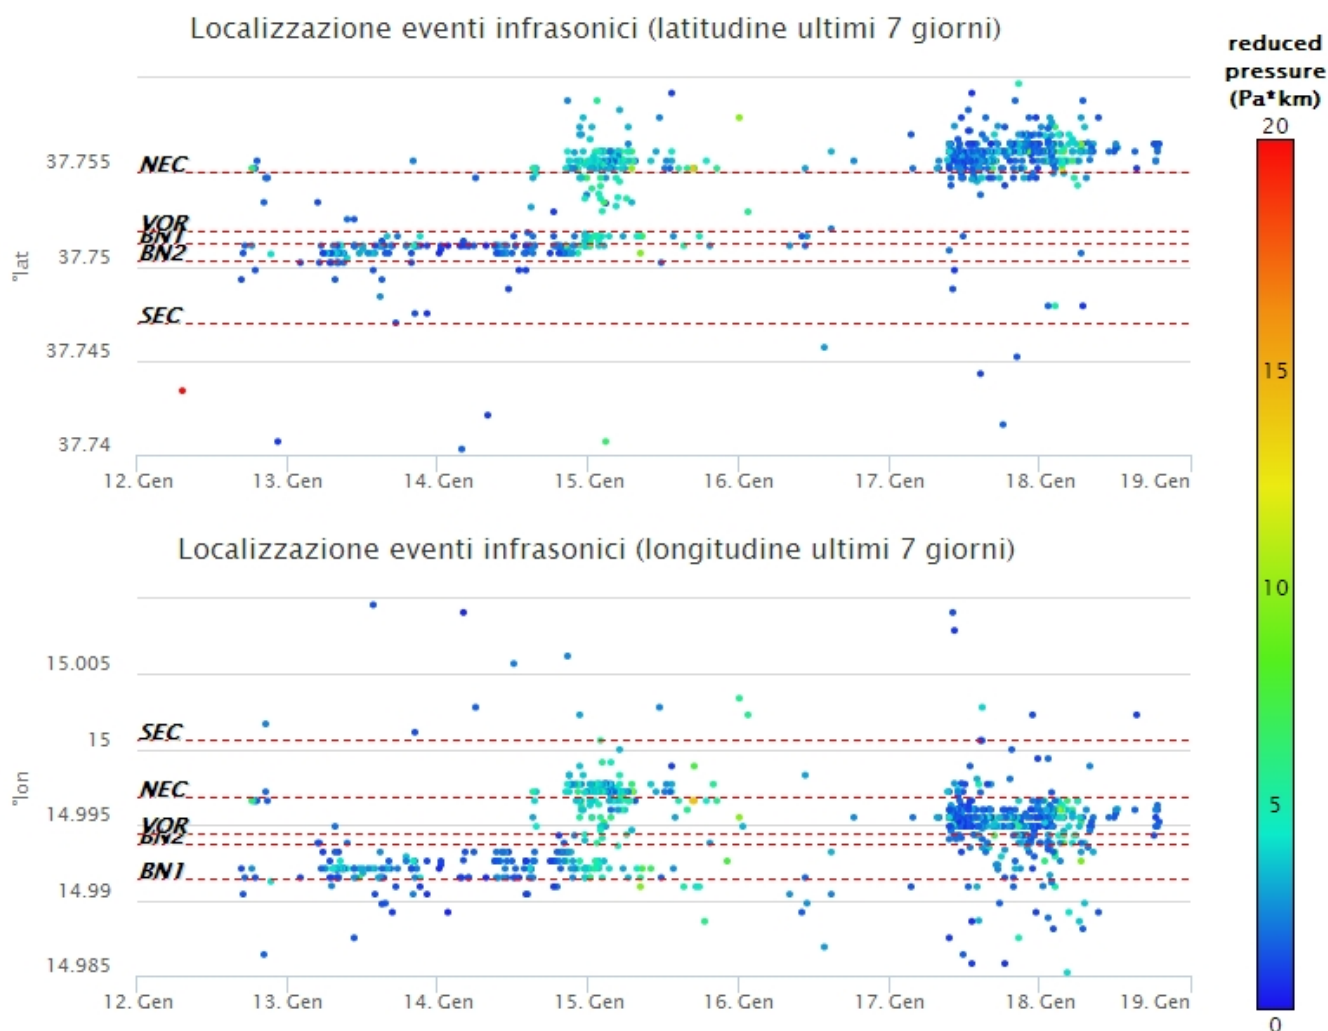 Localizzazione eventi infrasonici (latitudine ultimi 7 giorni)
reduced
pressure
(Pa*km)
20
15
10
5
0
°lat
37.755
37.75
37.745
37.74
NEC
VOR
BN1
BN2
SEC
12. Gen 13. Gen 14. Gen 15. Gen 16. Gen 17. Gen 18. Gen 19. Gen
Localizzazione eventi infrasonici (longitudine ultimi 7 giorni)
°lon
15.005
15
14.995
14.99
14.985
SEC
NEC
VOR
BN2
BN1
12. Gen 13. Gen 14. Gen 15. Gen 16. Gen 17. Gen 18. Gen 19. Gen